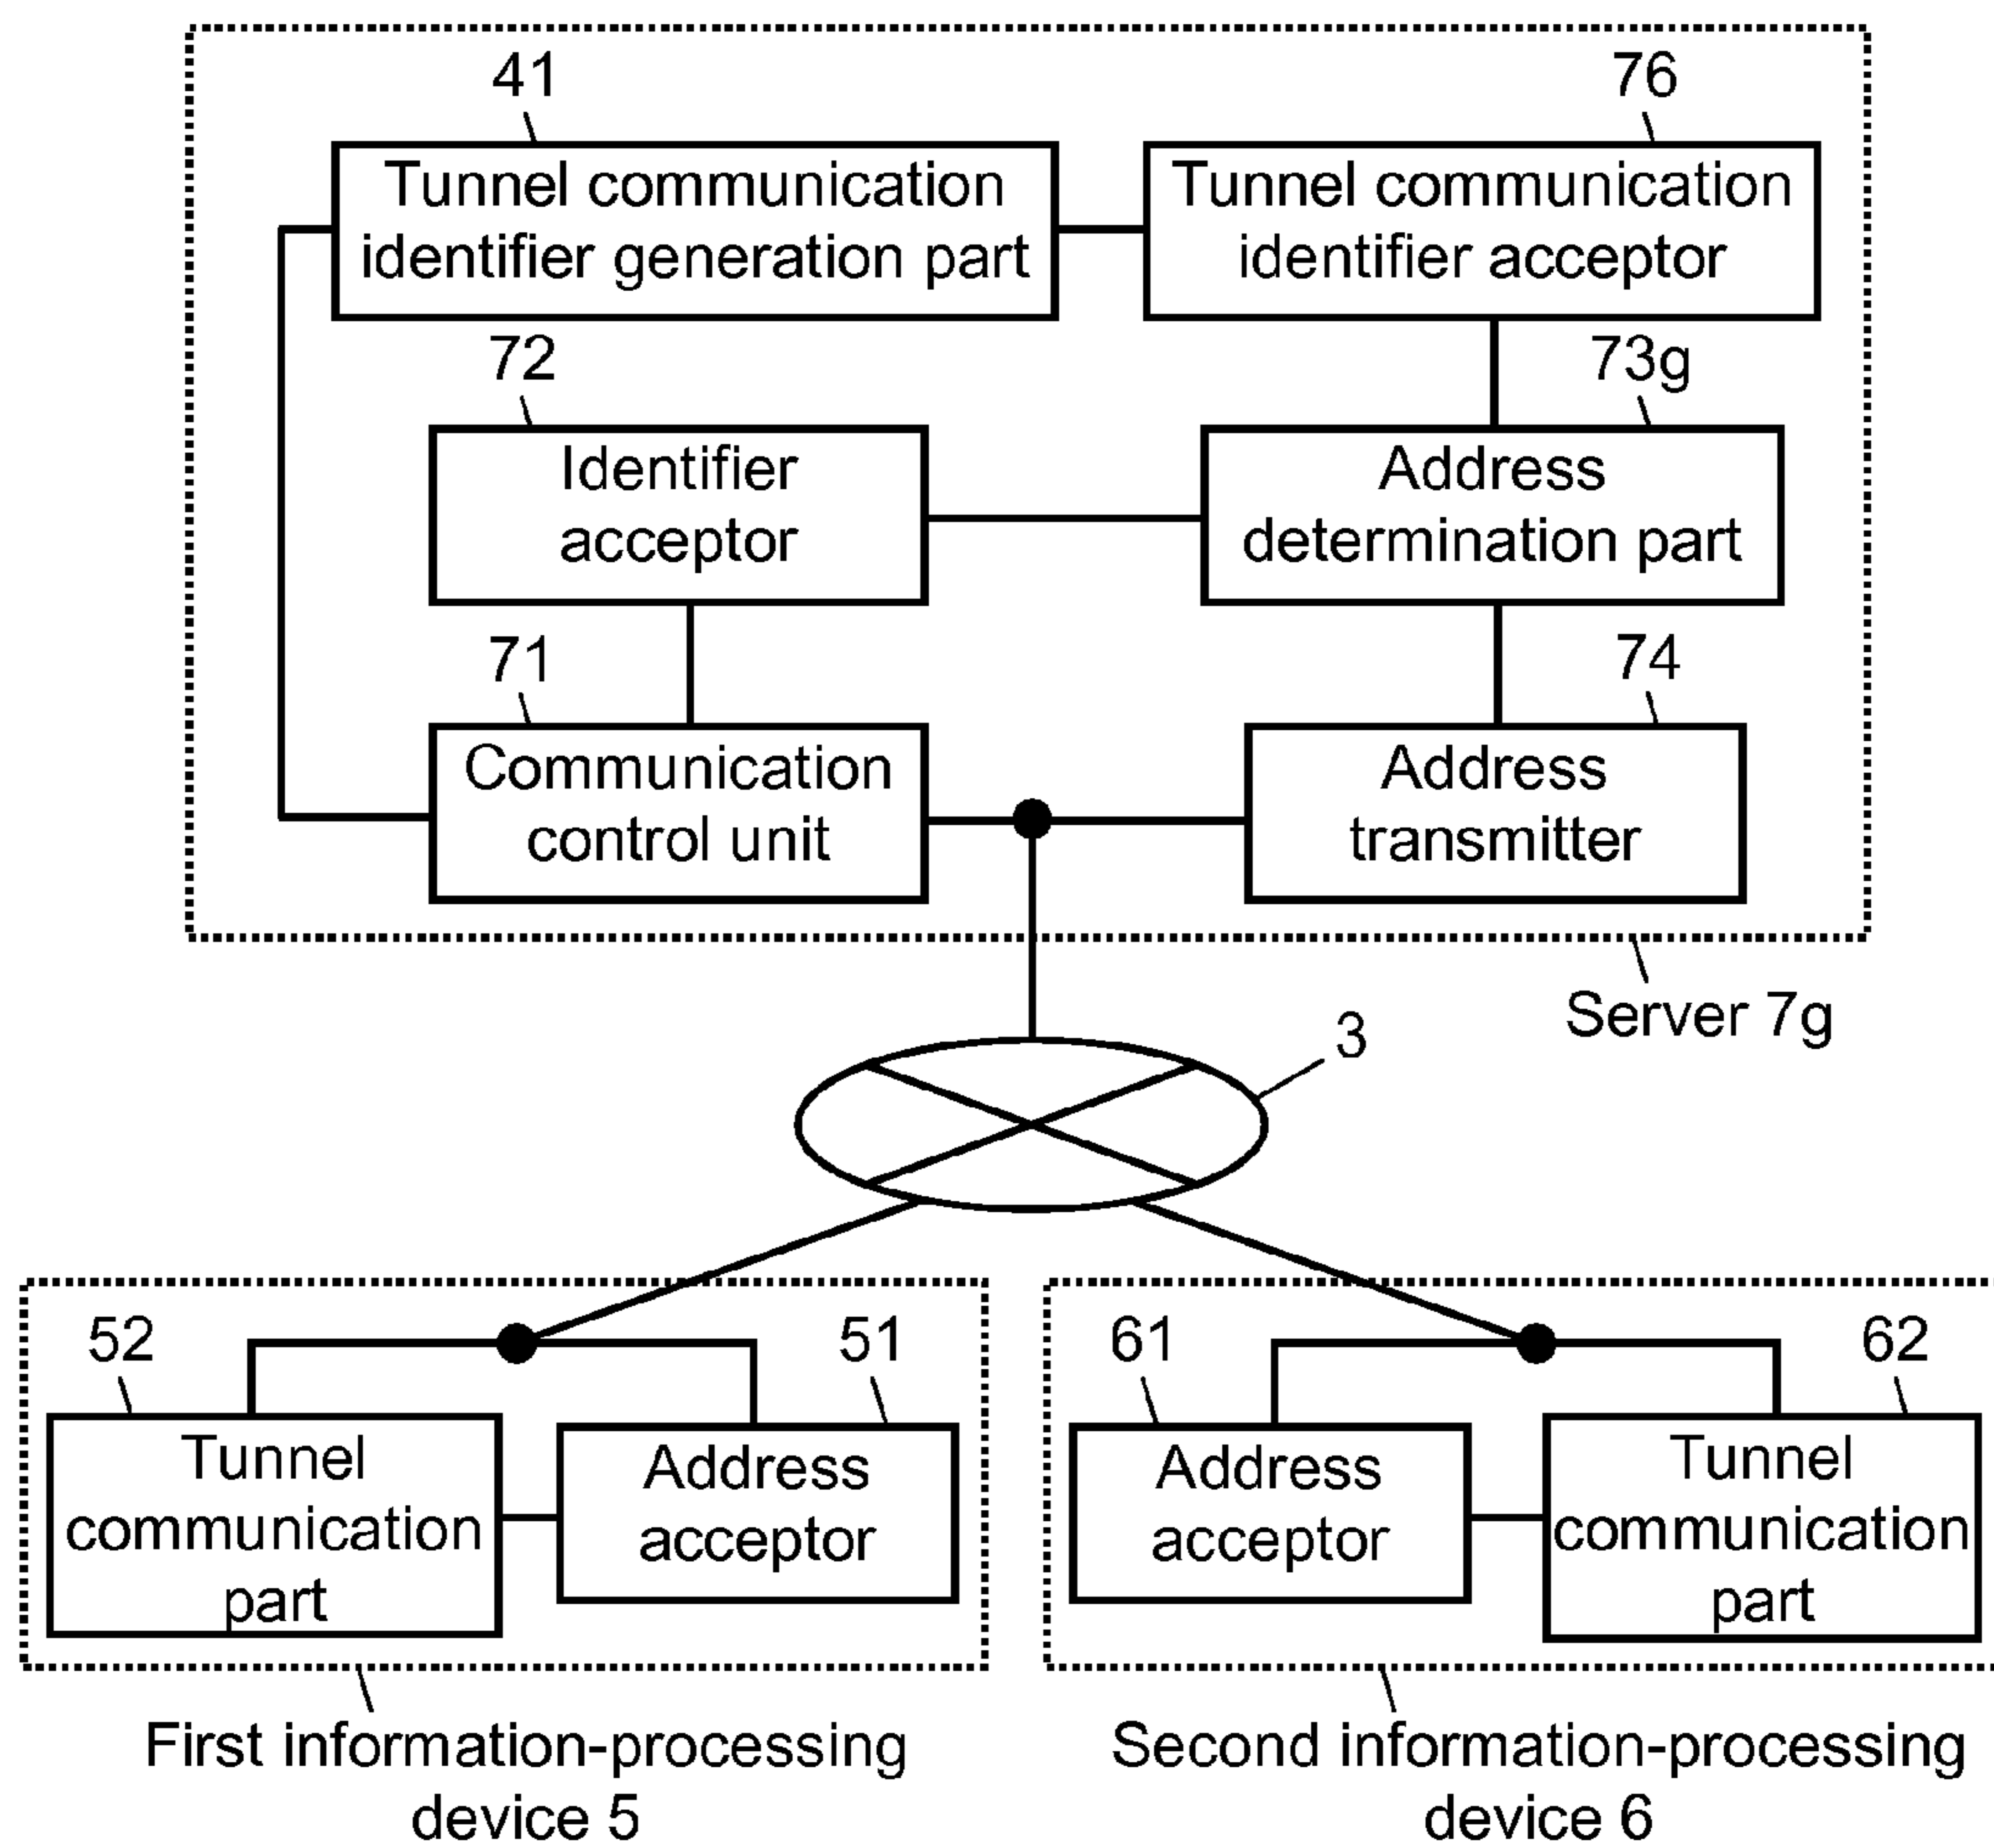 41
76
Tunnel communication
identifier generation part
Tunnel communication
identifier acceptor
72
73g
Identifier
acceptor
Address
determination part
71
74
Communication
control unit
Address
transmitter
Server 7g
3
52
51
61
62
Tunnel
communication
part
Address
acceptor
Address
acceptor
Tunnel
communication
part
First information-processing
device 5
Second information-processing
device 6